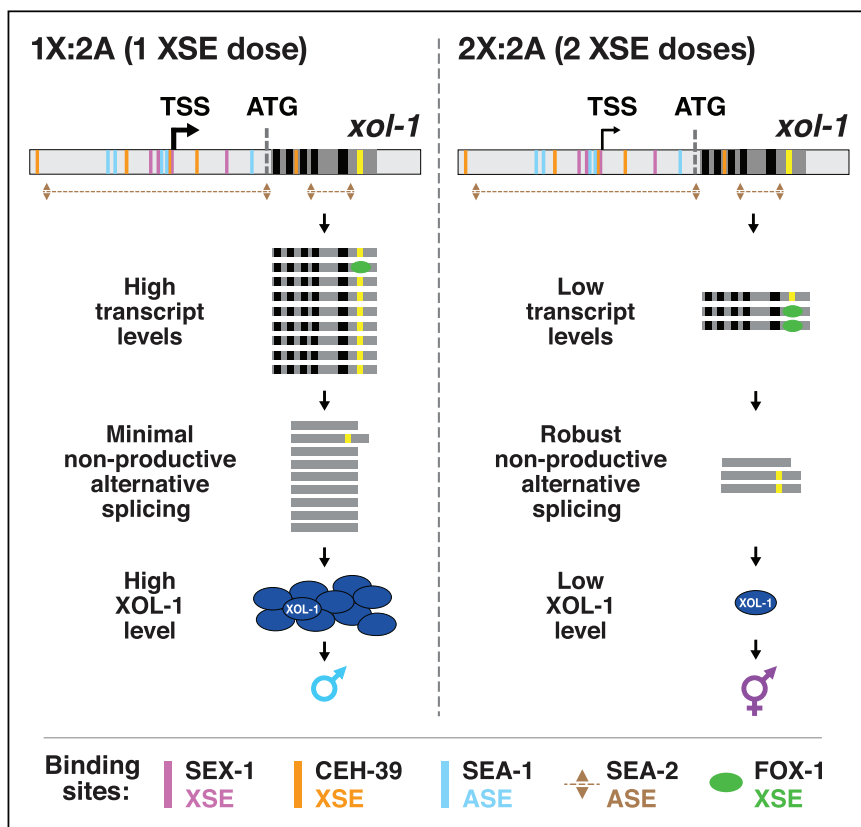 1X:2A (1 XSE dose)
TSS
ATG
xol-1
High
transcript
levels
Minimal
non-productive
alternative
splicing
High
XOL-1
level
XOL-1
2X:2A (2 XSE doses)
TSS
ATG
xol-1
Low
transcript
levels
Robust
non-productive
alternative
splicing
Low
XOL-1
level
XOL-1
Binding
sites:
SEX-1
XSE
CEH-39
XSE
SEA-1
ASE
SEA-2
ASE
FOX-1
XSE